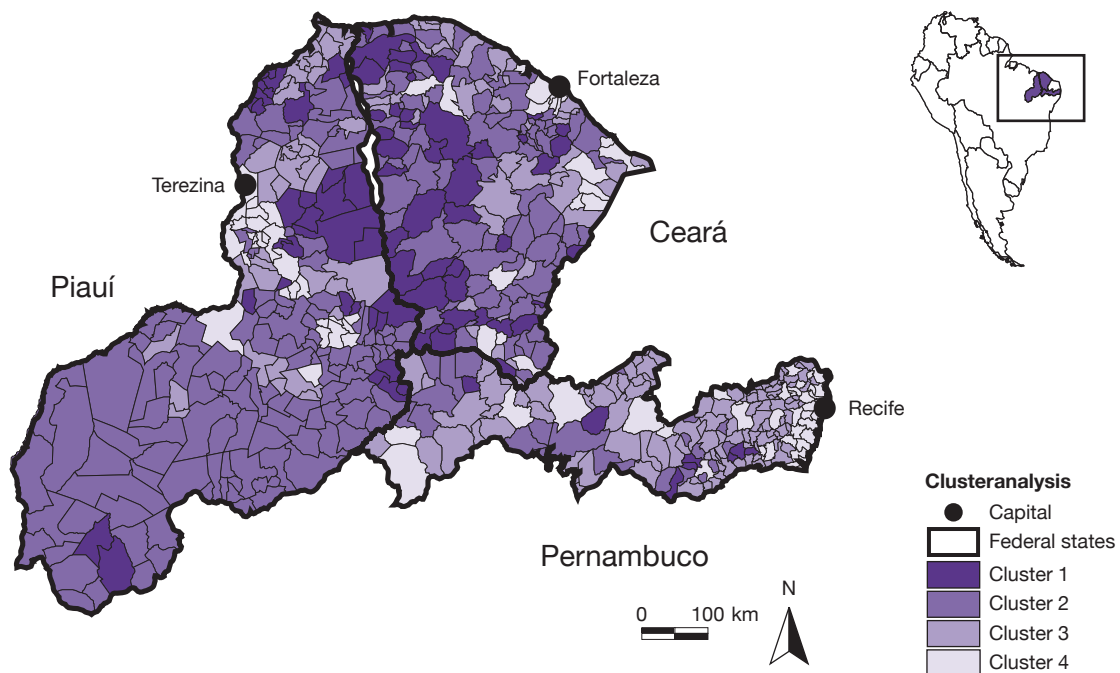 Fortaleza
Terezina
Ceará
Piauí
Recife
Pernambuco
0 100 km
N
Clusteranalysis
Capital
Federal states
Cluster 1
Cluster 2
Cluster 3
Cluster 4